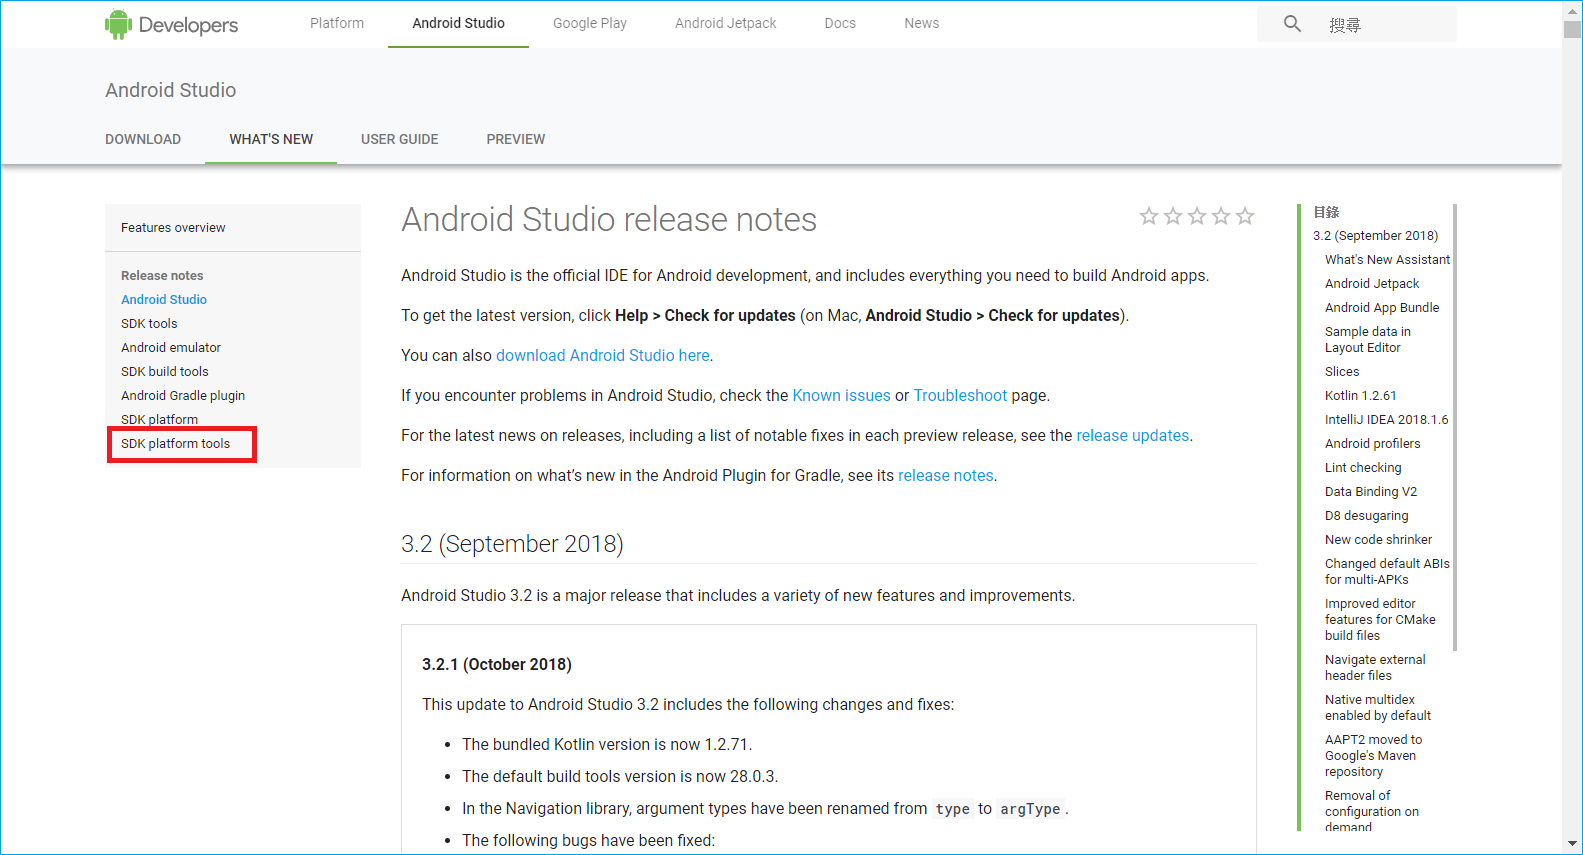 Developers
Platform
Android Studio
Google Play
Android Jetpack
Docs
News
搜尋
Android Studio
DOWNLOAD
WHAT'S NEW
USER GUIDE
PREVIEW
Features overview
Release notes
Android Studio
SDK tools
Android emulator
SDK build tools
Android Gradle plugin
SDK platform
SDK platform tools
Android Studio release notes
Android Studio is the official IDE for Android development, and includes everything you need to build Android apps.
To get the latest version, click Help > Check for updates (on Mac, Android Studio > Check for updates).
You can also download Android Studio here.
If you encounter problems in Android Studio, check the Known issues or Troubleshoot page.
For the latest news on releases, including a list of notable fixes in each preview release, see the release updates.
For information on what’s new in the Android Plugin for Gradle, see its release notes.
3.2 (September 2018)
Android Studio 3.2 is a major release that includes a variety of new features and improvements.
3.2.1 (October 2018)
This update to Android Studio 3.2 includes the following changes and fixes:
• The bundled Kotlin version is now 1.2.71.
• The default build tools version is now 28.0.3.
• In the Navigation library, argument types have been renamed from type to argType.
• The following bugs have been fixed:
目錄
3.2 (September 2018)
What's New Assistant
Android Jetpack
Android App Bundle
Sample data in
Layout Editor
Slices
Kotlin 1.2.61
IntelliJ IDEA 2018.1.6
Android profilers
Lint checking
Data Binding V2
D8 desugaring
New code shrinker
Changed default ABIs
for multi-APKs
Improved editor
features for CMake
build files
Navigate external
header files
Native multidex
enabled by default
AAPT2 moved to
Google's Maven
repository
Removal of
configuration on
demand